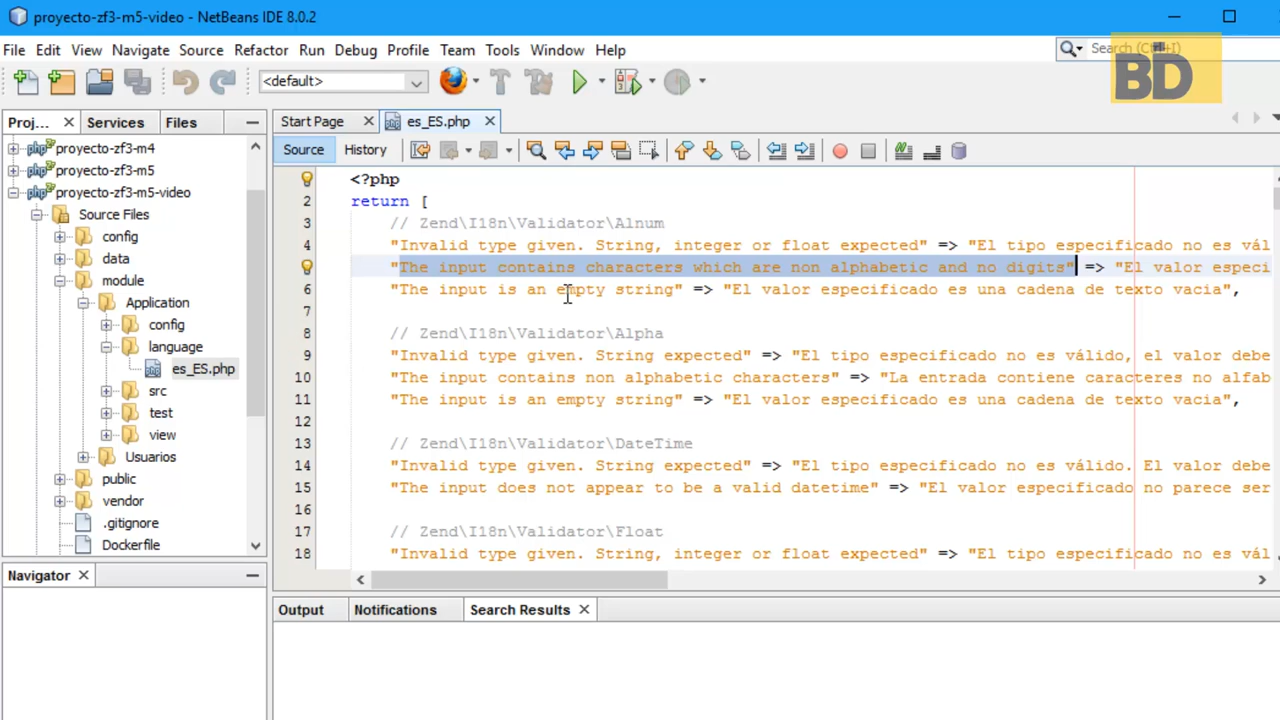 proyecto-zf3-m5-video - NetBeans IDE 8.0.2
File Edit View Navigate Source Refactor Run Debug Profile Team Tools Window Help
Search (Ctrl+I)
BD
<default>
Proj... Services Files
Start Page es_ES.php
Source History
proyecto-zf3-m4
proyecto-zf3-m5
proyecto-zf3-m5-video
Source Files
config
data
module
Application
config
language
es_ES.php
src
test
view
Usuarios
public
vendor
.gitignore
Dockerfile
<?php
2 return [
3 // Zend\I18n\Validator\Alnum
4 "Invalid type given. String, integer or float expected" => "El tipo especificado no es vál
"The input contains characters which are non alphabetic and no digits" => "El valor especi
6 "The input is an empty string" => "El valor especificado es una cadena de texto vacia",
7
8 // Zend\I18n\Validator\Alpha
9 "Invalid type given. String expected" => "El tipo especificado no es válido, el valor debe
10 "The input contains non alphabetic characters" => "La entrada contiene caracteres no alfab
11 "The input is an empty string" => "El valor especificado es una cadena de texto vacia",
12
13 // Zend\I18n\Validator\DateTime
14 "Invalid type given. String expected" => "El tipo especificado no es válido. El valor debe
15 "The input does not appear to be a valid datetime" => "El valor especificado no parece ser
16
17 // Zend\I18n\Validator\Float
18 "Invalid type given. String, integer or float expected" => "El tipo especificado no es vál
Navigator
Output Notifications Search Results